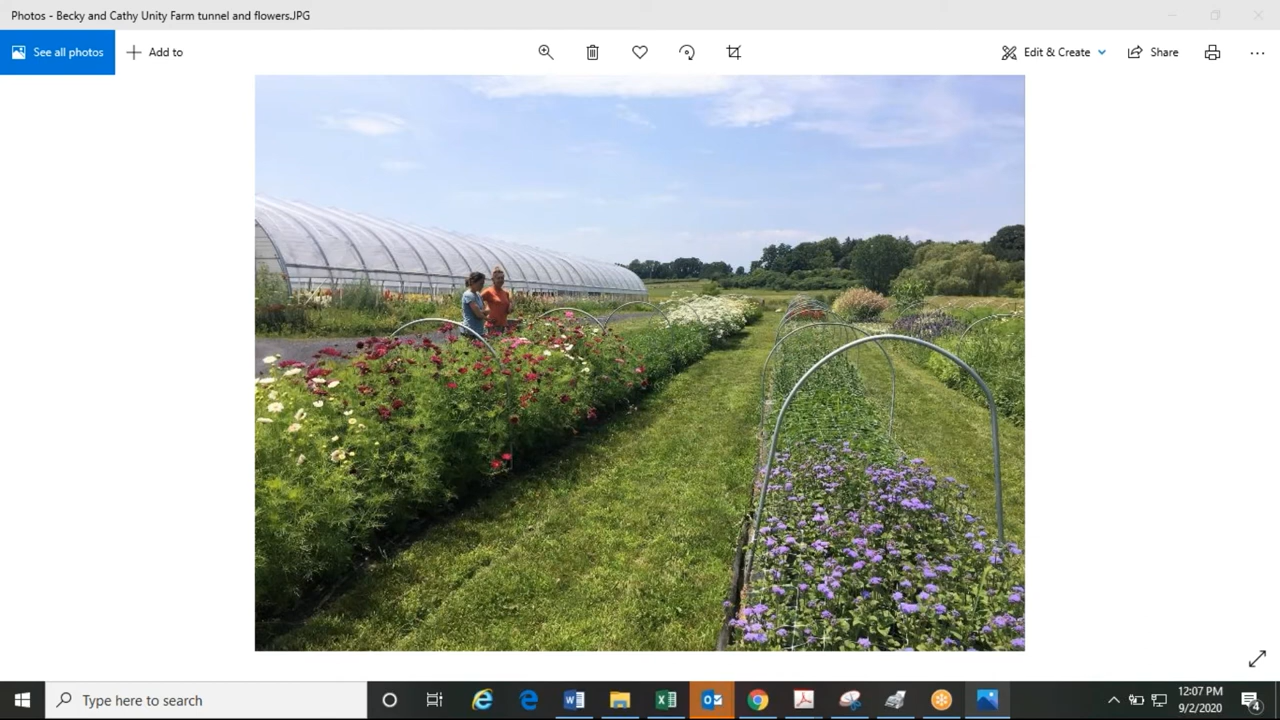 Photos - Becky and Cathy Unity Farm tunnel and flowers.JPG
See all photos
Add to
Edit & Create
Share
Type here to search
12:07 PM
9/2/2020
4